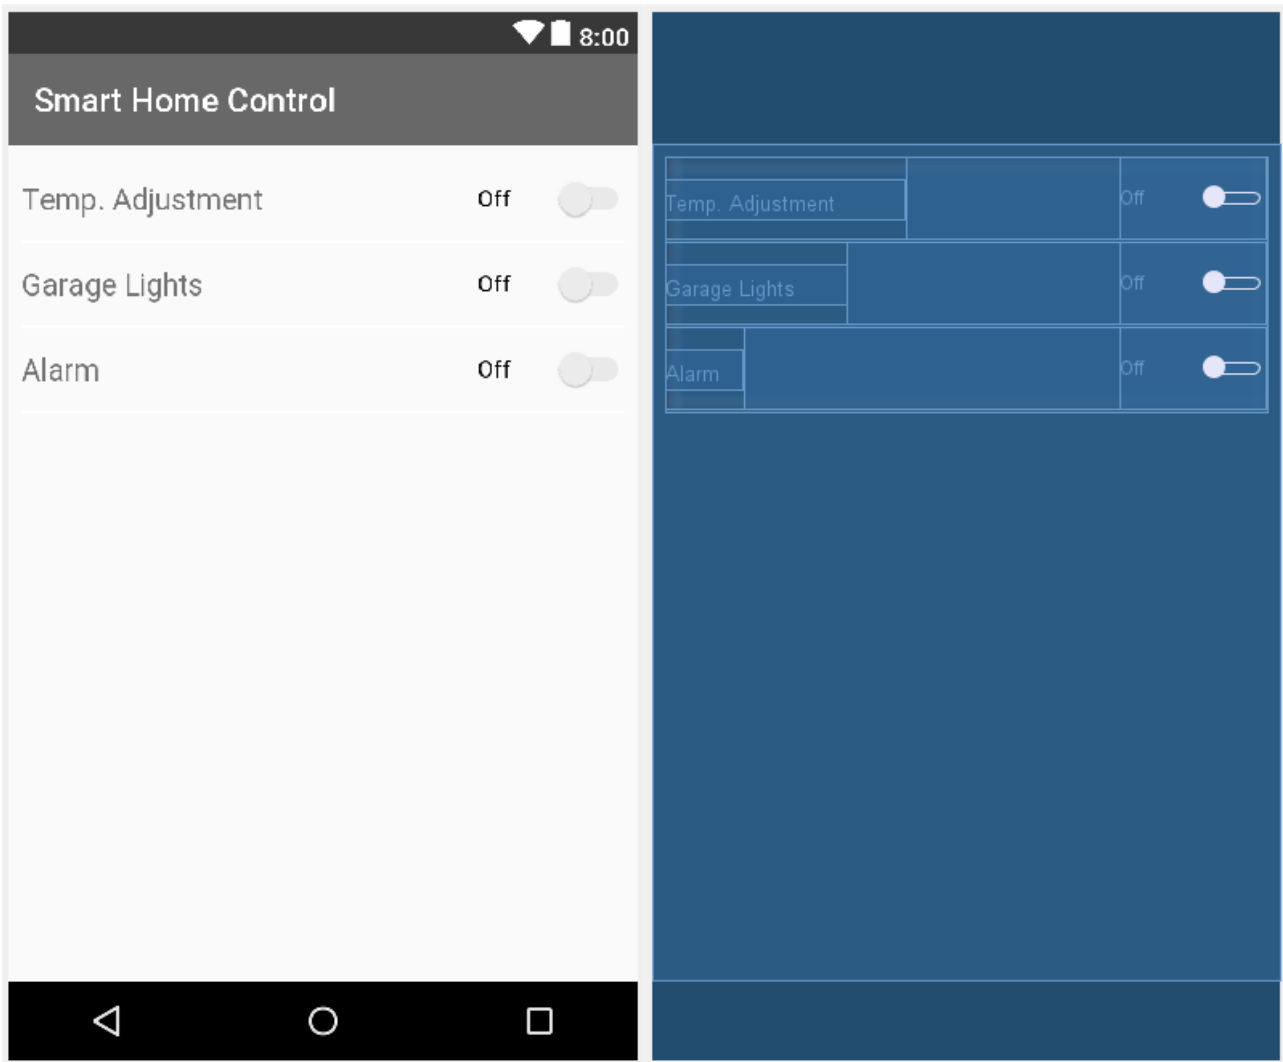 8:00
Smart Home Control
Temp. Adjustment Off
Garage Lights Off
Alarm Off
Temp. Adjustment Off
Garage Lights Off
Alarm Off